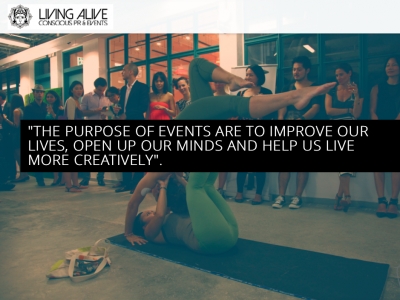 LIVING ALIVE
CONSCIOUS PR & EVENTS
"THE PURPOSE OF EVENTS ARE TO IMPROVE OUR
LIVES, OPEN UP OUR MINDS AND HELP US LIVE
MORE CREATIVELY".